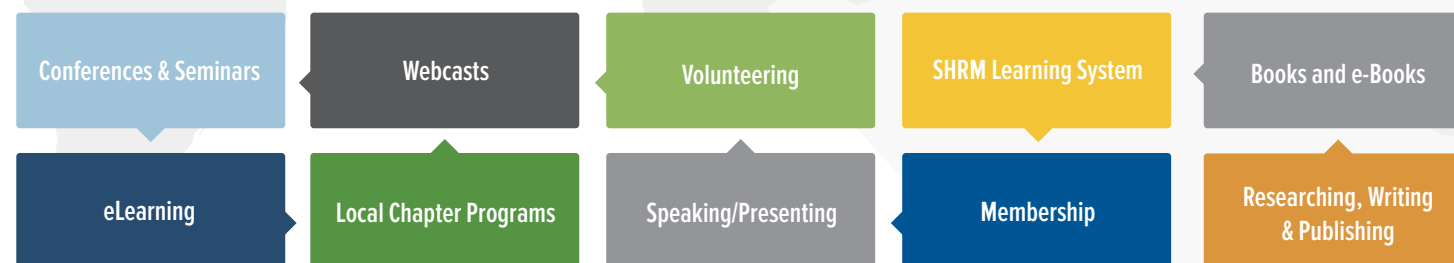 Conferences & Seminars
Webcasts
Volunteering
SHRM Learning System
Books and e-Books
eLearning
Local Chapter Programs
Speaking/Presenting
Membership
Researching, Writing
& Publishing